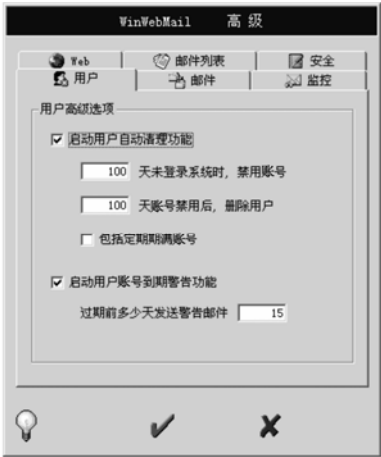 WinWebMail 高 级
Web 邮件列表 安全
用户 邮件 监控
用户高级选项
启动用户自动清理功能
100 天未登录系统时, 禁用账号
100 天账号禁用后, 删除用户
包括定期期满账号
启动用户账号到期警告功能
过期前多少天发送警告邮件 15